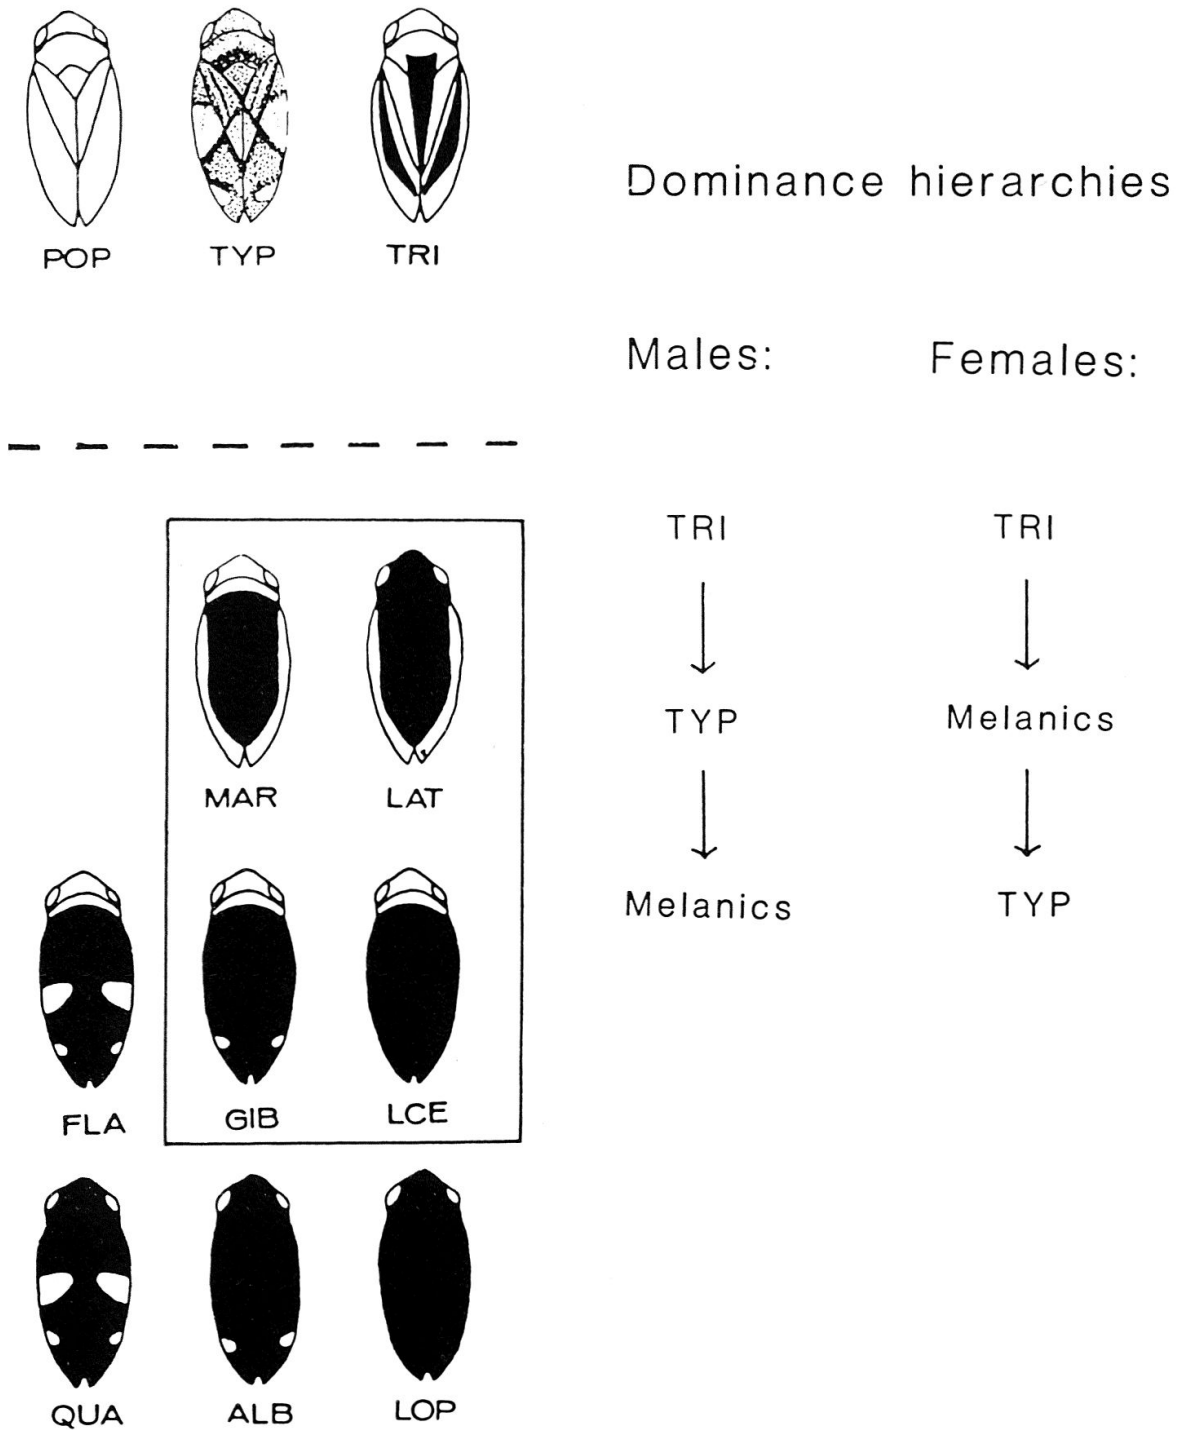 POP TYP TRI
Dominance hierarchies
Males: Females:
TRI TRI
TYP Melanics
Melanics TYP
MAR LAT
FLA GIB LCE
QUA ALB LOP